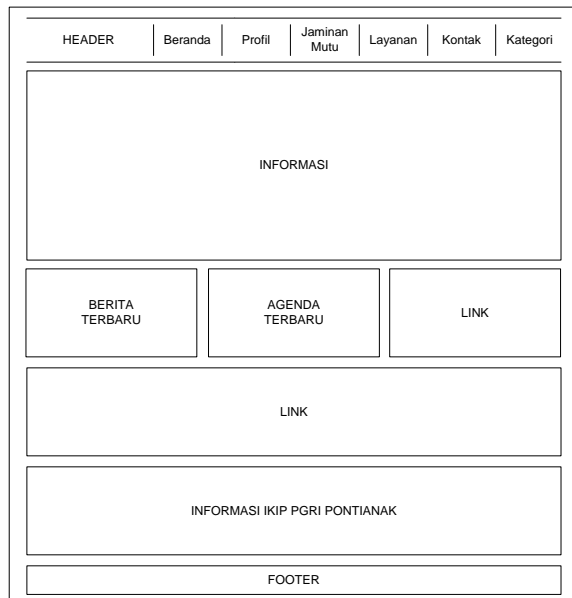 HEADER Beranda Profil Jaminan Mutu Layanan Kontak Kategori
INFORMASI
BERITA
TERBARU
AGENDA
TERBARU
LINK
LINK
INFORMASI IKIP PGRI PONTIANAK
FOOTER